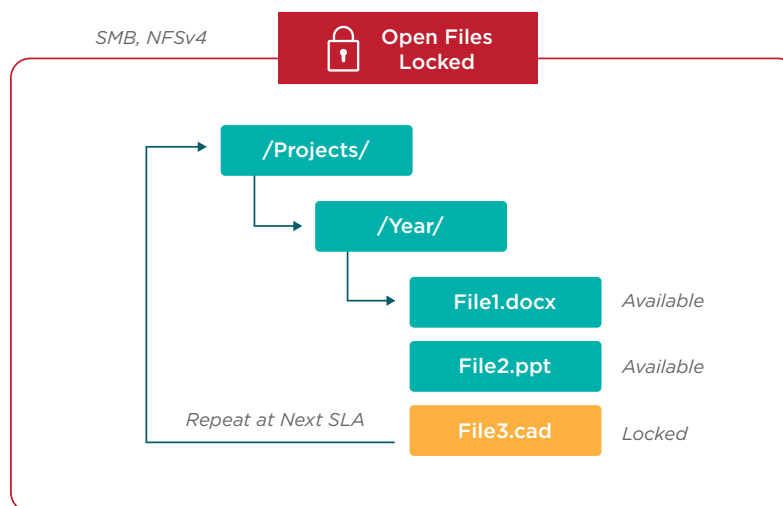 SMB, NFSv4
Open Files
Locked
/Projects/
/Year/
File1.docx
Available
File2.ppt
Available
Repeat at Next SLA
File3.cad
Locked